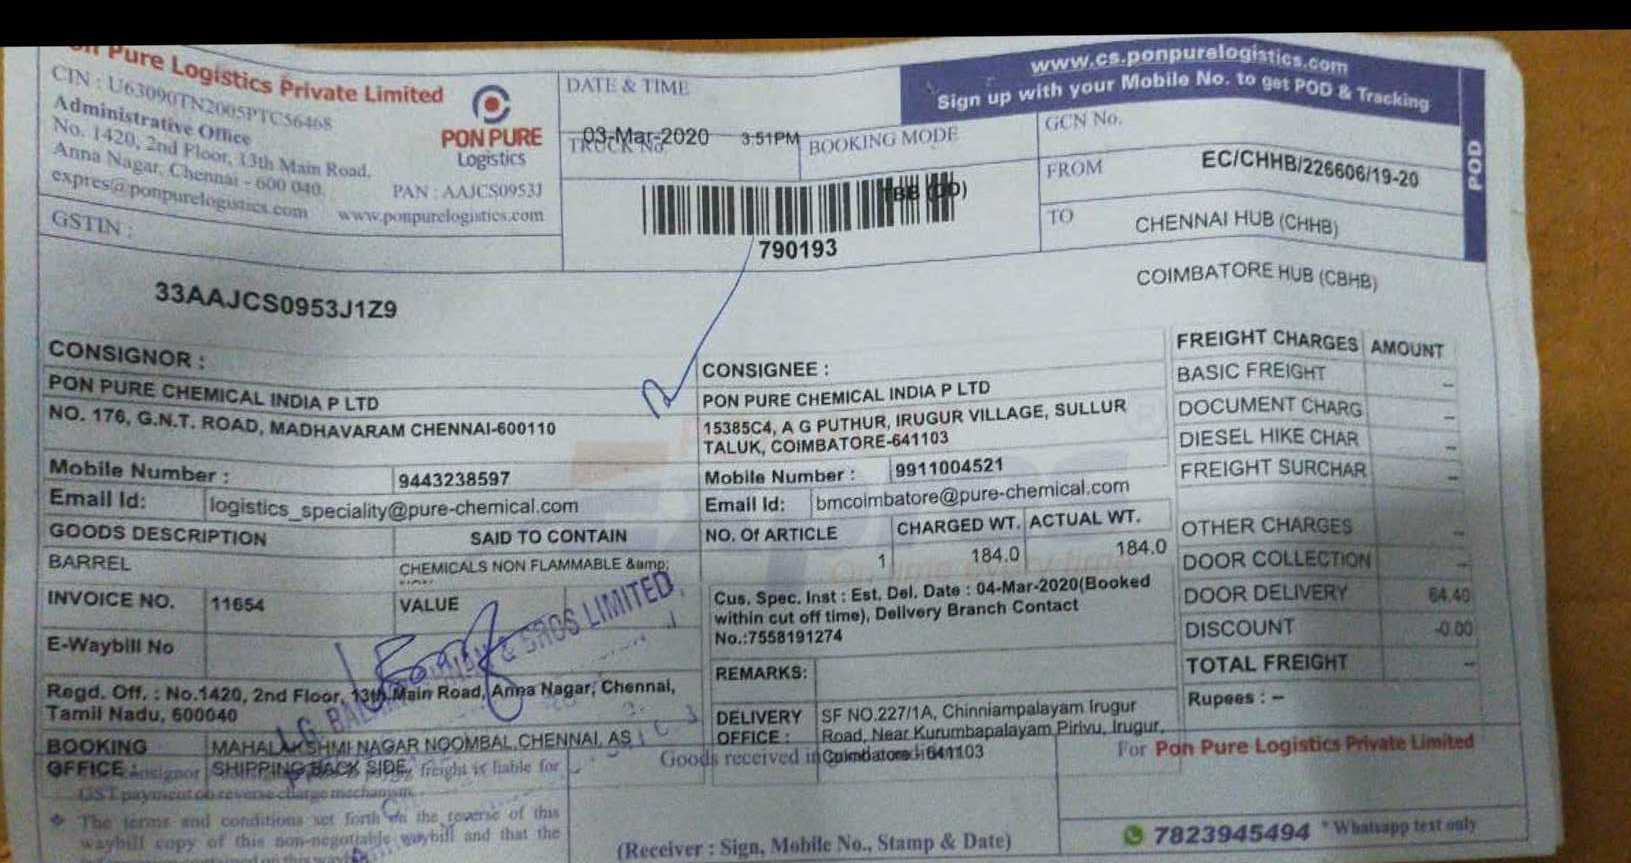 Pon Pure Logistics Private Limited
CIN : U63090TN2005PTC56468
Administrative Office
No. 1420, 2nd Floor, 13th Main Road.
Anna Nagar, Chennai - 600 040.
expres@ponpurelogistics.com
PON PURE
Logistics
PAN : AAJCS0953J
www.ponpurelogistics.com
GSTIN :
33AAJCS0953J1Z9
DATE & TIME
03-Mar-2020 3:51PM
TRUCK No.
BOOKING MODE
TBB (DD)
790193
www.cs.ponpurelogistics.com
Sign up with your Mobile No. to get POD & Tracking
POD
GCN No.
EC/CHHB/226606/19-20
FROM
CHENNAI HUB (CHHB)
TO
COIMBATORE HUB (CBHB)
CONSIGNOR :
PON PURE CHEMICAL INDIA P LTD
NO. 176, G.N.T. ROAD, MADHAVARAM CHENNAI-600110
Mobile Number : 9443238597
Email Id: logistics_speciality@pure-chemical.com
CONSIGNEE :
PON PURE CHEMICAL INDIA P LTD
15385C4, A G PUTHUR, IRUGUR VILLAGE, SULLUR
TALUK, COIMBATORE-641103
Mobile Number : 9911004521
Email Id: bmcoimbatore@pure-chemical.com
GOODS DESCRIPTION SAID TO CONTAIN
BARREL CHEMICALS NON FLAMMABLE &amp;
INVOICE NO. 11654 VALUE
E-Waybill No
NO. Of ARTICLE CHARGED WT. ACTUAL WT.
1 184.0 184.0
Cus. Spec. Inst : Est. Del. Date : 04-Mar-2020(Booked
within cut off time), Delivery Branch Contact
No.:7558191274
REMARKS:
FREIGHT CHARGES AMOUNT
BASIC FREIGHT --
DOCUMENT CHARG --
DIESEL HIKE CHAR --
FREIGHT SURCHAR --
OTHER CHARGES --
DOOR COLLECTION --
DOOR DELIVERY 64.40
DISCOUNT -0.00
TOTAL FREIGHT --
Rupees : --
Regd. Off. : No.1420, 2nd Floor, 13th Main Road, Anna Nagar, Chennai,
Tamil Nadu, 600040
BOOKING OFFICE : MAHALAKSHMI NAGAR NOOMBAL,CHENNAI, AS
SHIPPING BACK SIDE,
DELIVERY OFFICE : SF NO.227/1A, Chinniampalayam Irugur
Road, Near Kurumbapalayam Pirivu, Irugur,
Coimbatore - 641103
& BROS LIMITED
Consignor freight is liable for
GST payment on reverse charge mechanism.
The terms and conditions set forth on the reverse of this
waybill copy of this non-negotiable waybill and that the
Goods received in
(Receiver : Sign, Mobile No., Stamp & Date)
For Pon Pure Logistics Private Limited
7823945494 * Whatsapp text only